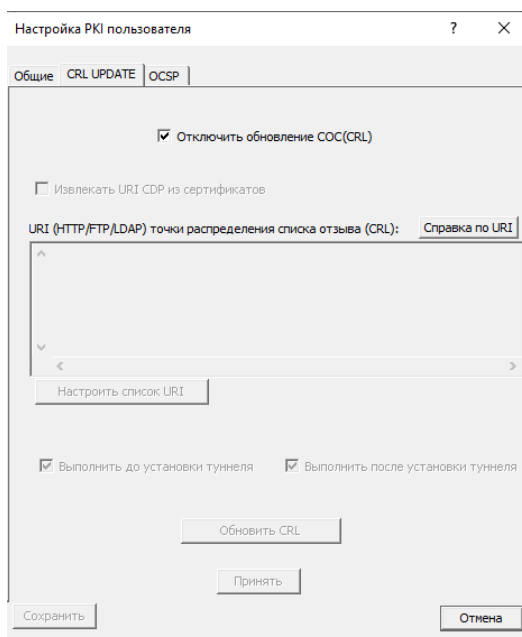 Настройка PKI пользователя ? ×
Общие CRL UPDATE OCSP
Отключить обновление СОС(CRL)
Извлекать URI CDP из сертификатов
URI (HTTP/FTP/LDAP) точки распределения списка отзыва (CRL): Справка по URI
Настроить список URI
Выполнить до установки туннеля Выполнить после установки туннеля
Обновить CRL
Принять
Сохранить Отмена